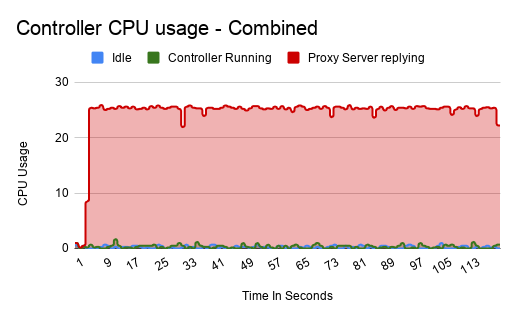 Controller CPU usage - Combined
Idle Controller Running Proxy Server replying
30
20
10
0
CPU Usage
1 9 17 25 33 41 49 57 65 73 81 89 97 105 113
Time In Seconds